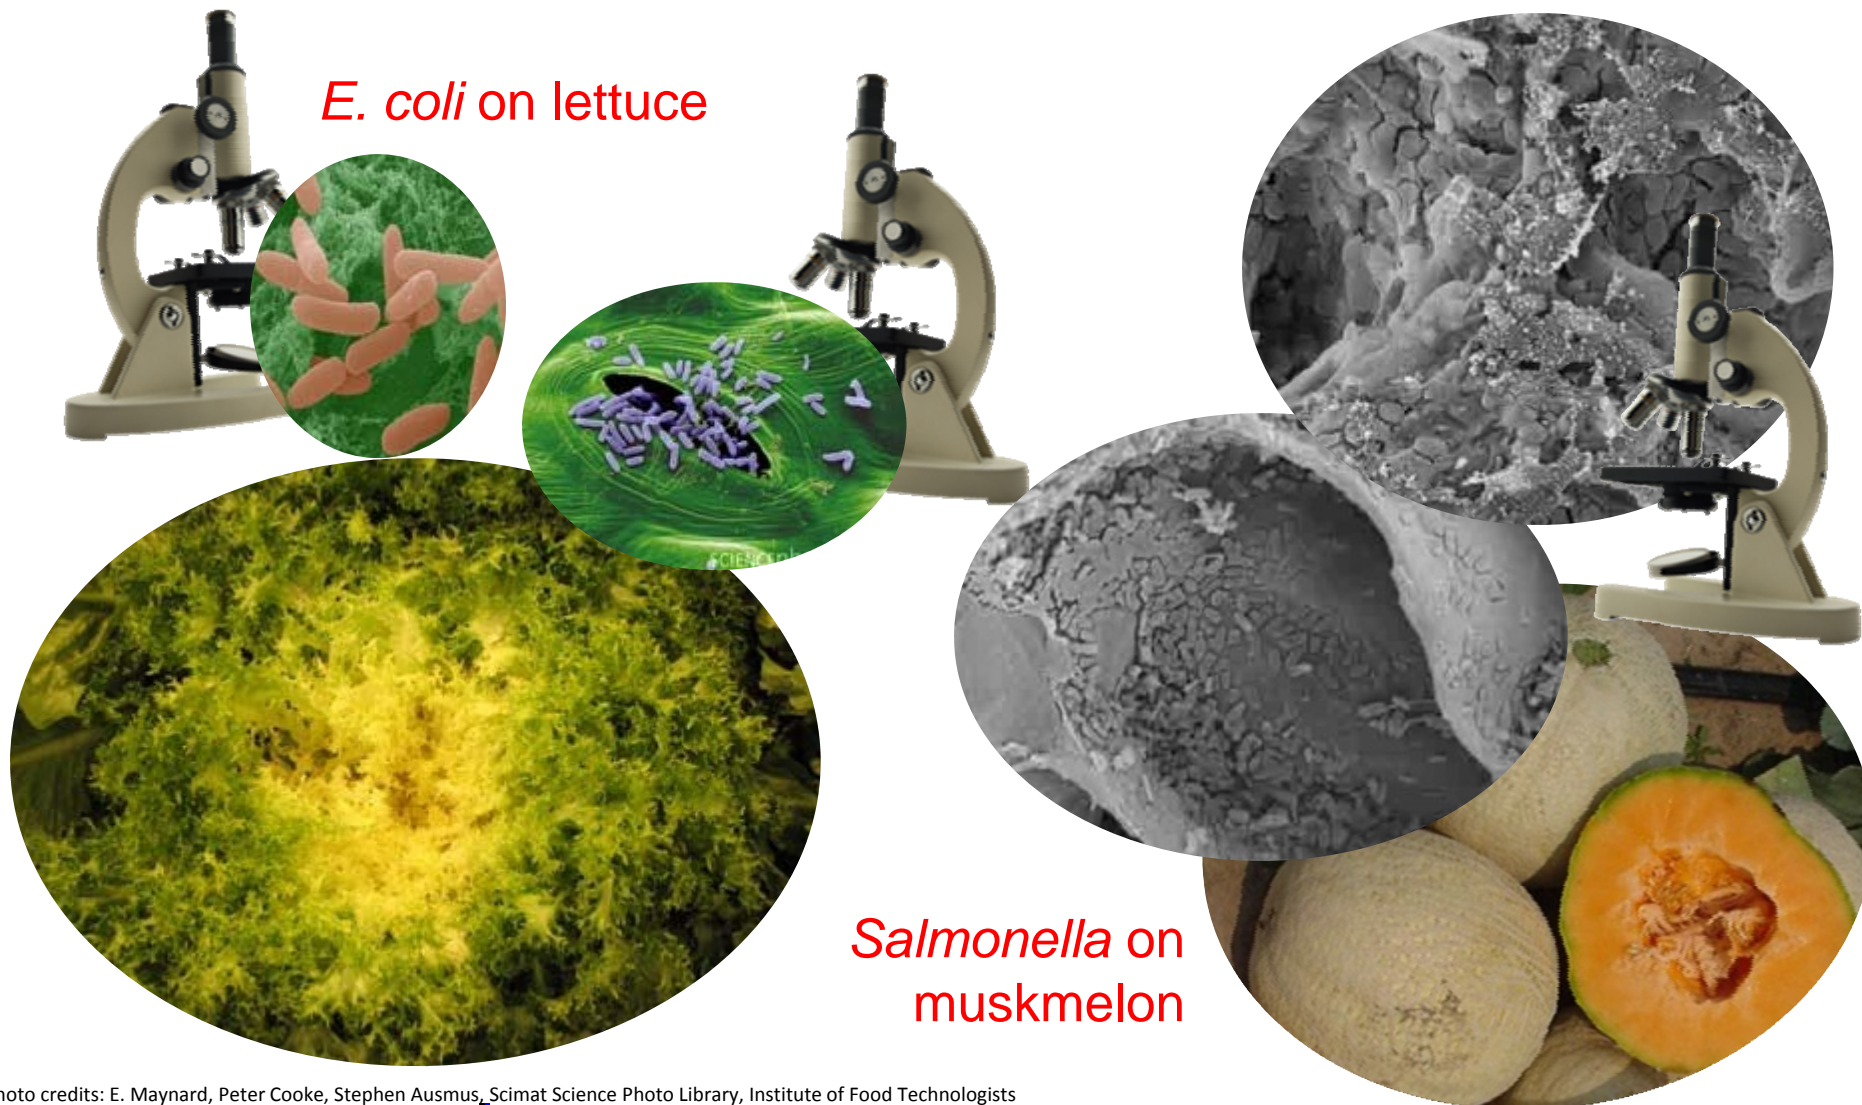 E. coli on lettuce
SCIENCE
Salmonella on
muskmelon
hoto credits: E. Maynard, Peter Cooke, Stephen Ausmus, Scimat Science Photo Library, Institute of Food Technologists